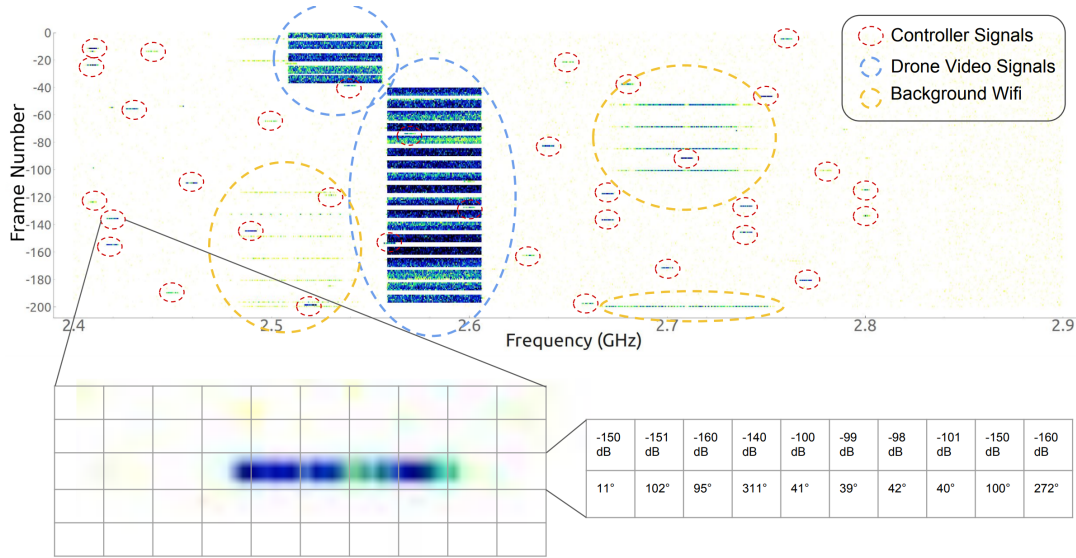 0
-20
-40
-60
-80
-100
-120
-140
-160
-180
-200
Frame Number
2.4 2.5 2.6 2.7 2.8 2.9
Frequency (GHz)
Controller Signals
Drone Video Signals
Background Wifi
-150 -151 -160 -140 -100 -99 -98 -101 -150 -160
dB dB dB dB dB dB dB dB dB dB
11° 102° 95° 311° 41° 39° 42° 40° 100° 272°